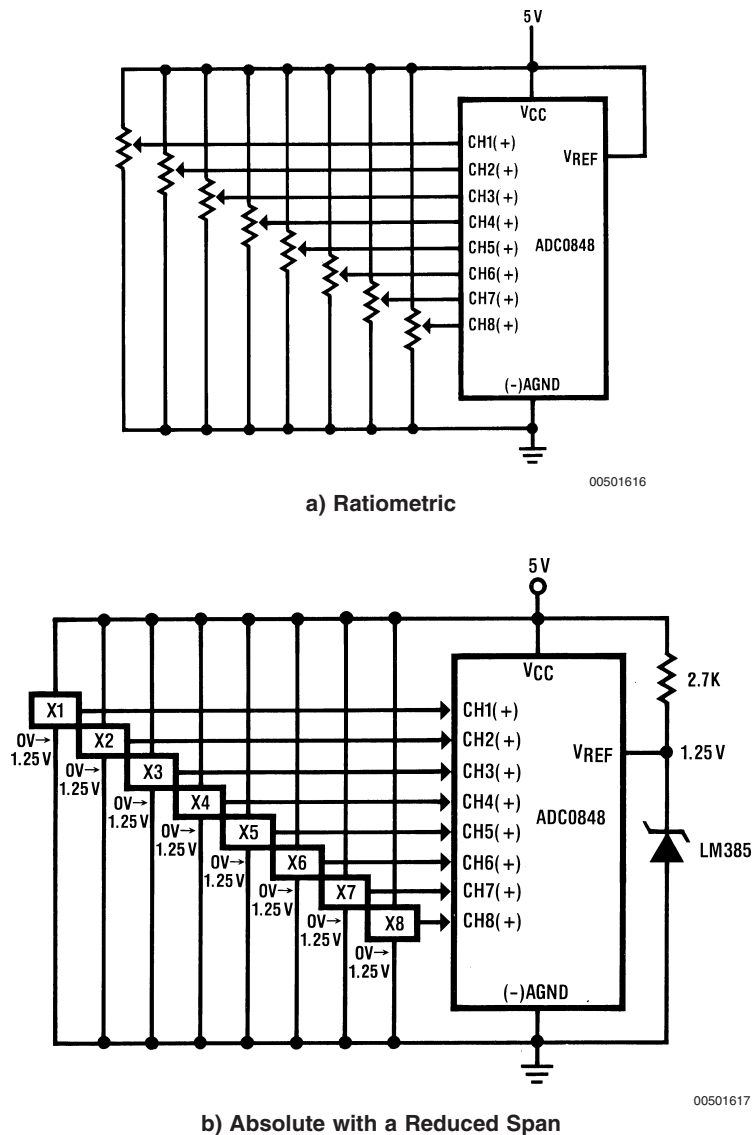 5 V
VCC
CH1(+)
VREF
CH2(+)
CH3(+)
CH4(+)
CH5(+)
ADC0848
CH6(+)
CH7(+)
CH8(+)
(-)AGND
00501616
a) Ratiometric
5 V
VCC
2.7K
X1
CH1(+)
0V→
1.25V
X2
CH2(+)
0V→
1.25V
VREF
1.25 V
X3
CH3(+)
0V→
1.25V
X4
CH4(+)
0V→
1.25V
ADC0848
X5
CH5(+)
0V→
1.25V
LM385
X6
CH6(+)
0V→
1.25V
X7
CH7(+)
0V→
1.25V
X8
CH8(+)
0V→
1.25V
(-)AGND
00501617
b) Absolute with a Reduced Span